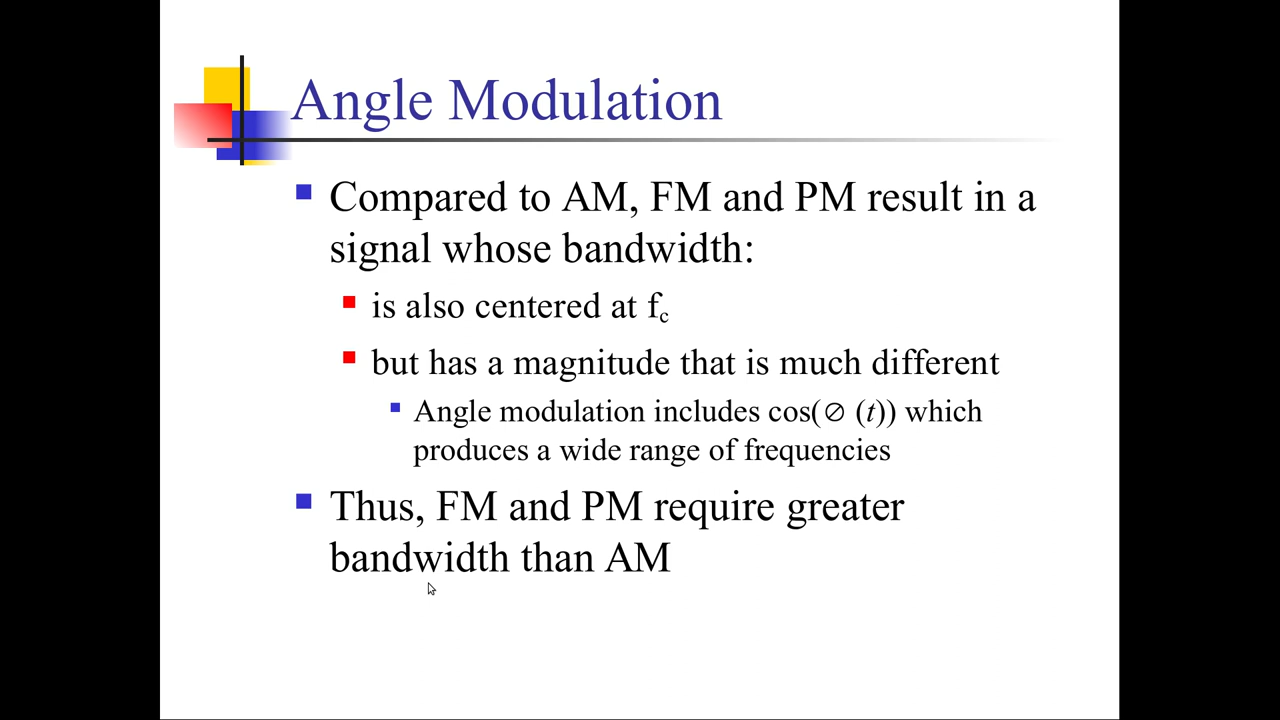 Angle Modulation
Compared to AM, FM and PM result in a
signal whose bandwidth:
is also centered at fc
but has a magnitude that is much different
Angle modulation includes cos(∅ (t)) which
produces a wide range of frequencies
Thus, FM and PM require greater
bandwidth than AM